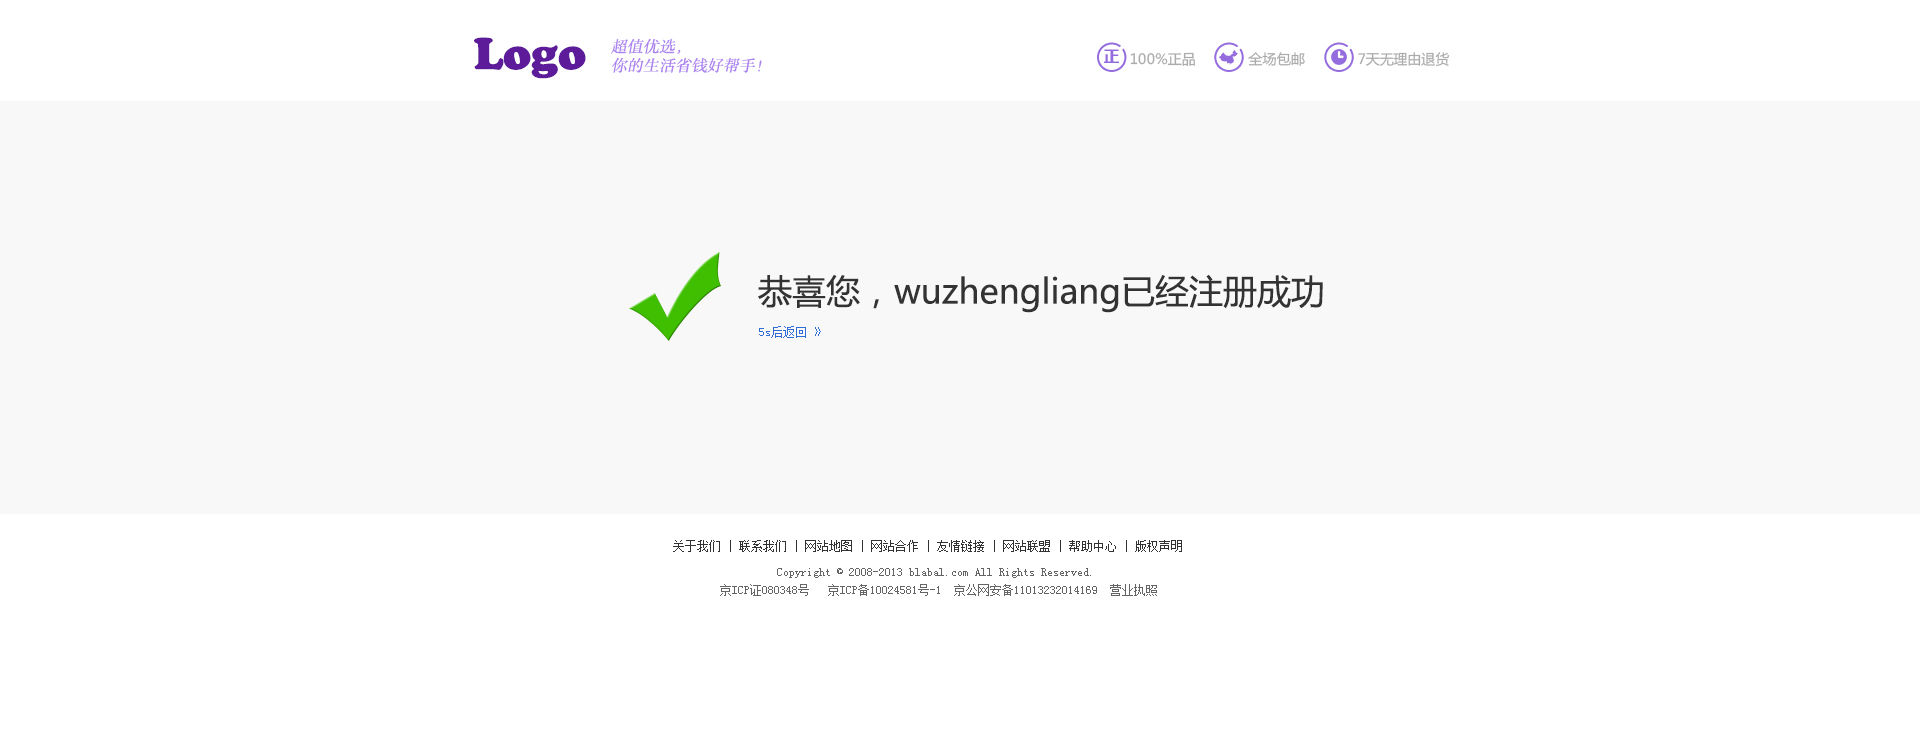 Logo
超值优选，
你的生活省钱好帮手！
正 100%正品 全场包邮 7天无理由退货
恭喜您，wuzhengliang已经注册成功
5s后返回 》
关于我们 | 联系我们 | 网站地图 | 网站合作 | 友情链接 | 网站联盟 | 帮助中心 | 版权声明
Copyright © 2008-2013 blabal.com All Rights Reserved.
京ICP证080348号 京ICP备10024581号-1 京公网安备11013232014169 营业执照